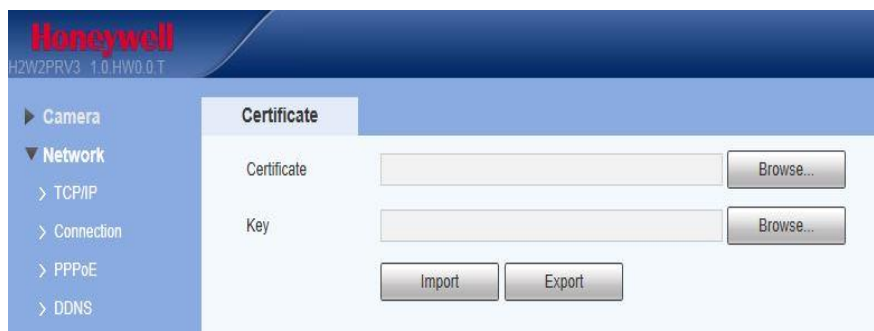 Honeywell
H2W2PRV3 1.0.HW0.0.T
Camera
Certificate
Network
Certificate
Browse...
TCP/IP
Connection
Key
Browse...
PPPoE
Import
Export
DDNS